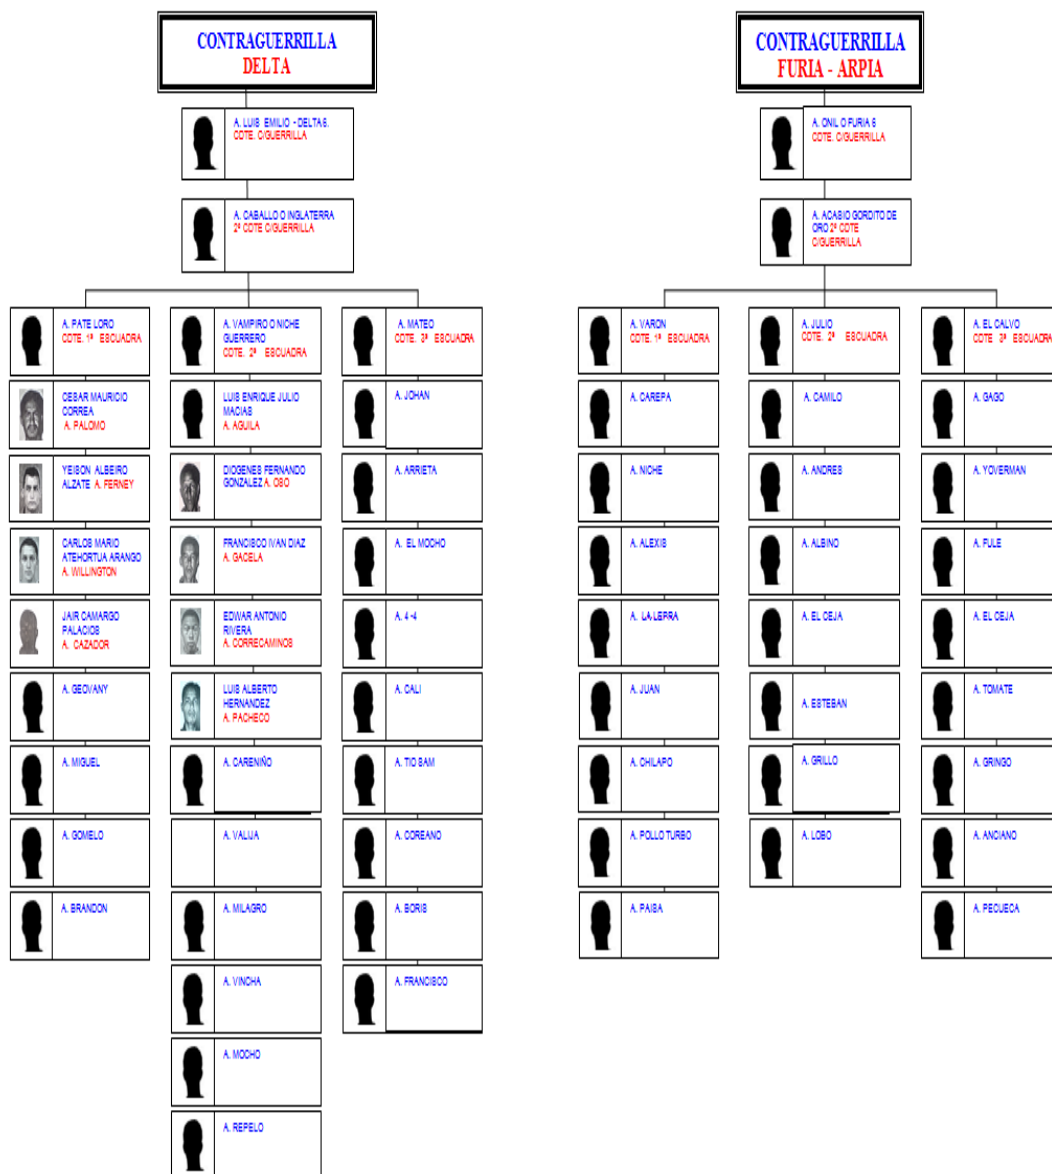 CONTRAGUERRILLA
DELTA
A. LUIS EMILIO - DELTA 6.
CDTE. C/GUERRILLA
A. CABALLO O INGLATERRA
2º CDTE C/GUERRILLA
A. PATE LORO
CDTE. 1ª ESCUADRA
CESAR MAURICIO
CORREA
A. PALOMO
YEISON ALBEIRO
ALZATE A. FERNEY
CARLOS MARIO
ATEHORTUA ARANGO
A. WILLINGTON
JAIR CAMARGO
PALACIOS
A. CAZADOR
A. GEOVANY
A. MIGUEL
A. GOMELO
A. BRANDON
A. VAMPIRO O NICHE
GUERRERO
CDTE. 2ª ESCUADRA
LUIS ENRIQUE JULIO
MACIAS
A. AGUILA
DIOGENES FERNANDO
GONZALEZ A. OSO
FRANCISCO IVAN DIAZ
A. GACELA
EDWAR ANTONIO
RIVERA
A. CORRECAMINOS
LUIS ALBERTO
HERNANDEZ
A. PACHECO
A. CARENIÑO
A. VALIJA
A. MILAGRO
A. VINCHA
A. MOCHO
A. REPELO
A. MATEO
CDTE. 3ª ESCUADRA
A. JOHAN
A. ARRIETA
A. EL MOCHO
A. 4 -4
A. CALI
A. TIO SAM
A. COREANO
A. BORIS
A. FRANCISCO
CONTRAGUERRILLA
FURIA - ARPIA
A. ONIL O FURIA 6
CDTE. C/GUERRILLA
A. ACASIO GORDITO DE
ORO 2º CDTE
C/GUERRILLA
A. VARON
CDTE. 1ª ESCUADRA
A. CAREPA
A. NICHE
A. ALEXIS
A. LA LEPRA
A. JUAN
A. CHILAPO
A. POLLO TURBO
A. PAISA
A. JULIO
CDTE. 2ª ESCUADRA
A. CAMILO
A. ANDRES
A. ALBINO
A. EL CEJA
A. ESTEBAN
A. GRILLO
A. LOBO
A. EL CALVO
CDTE 3ª ESCUADRA
A. GAGO
A. YOVERMAN
A. FULE
A. EL CEJA
A. TOMATE
A. GRINGO
A. ANCIANO
A. PECUECA